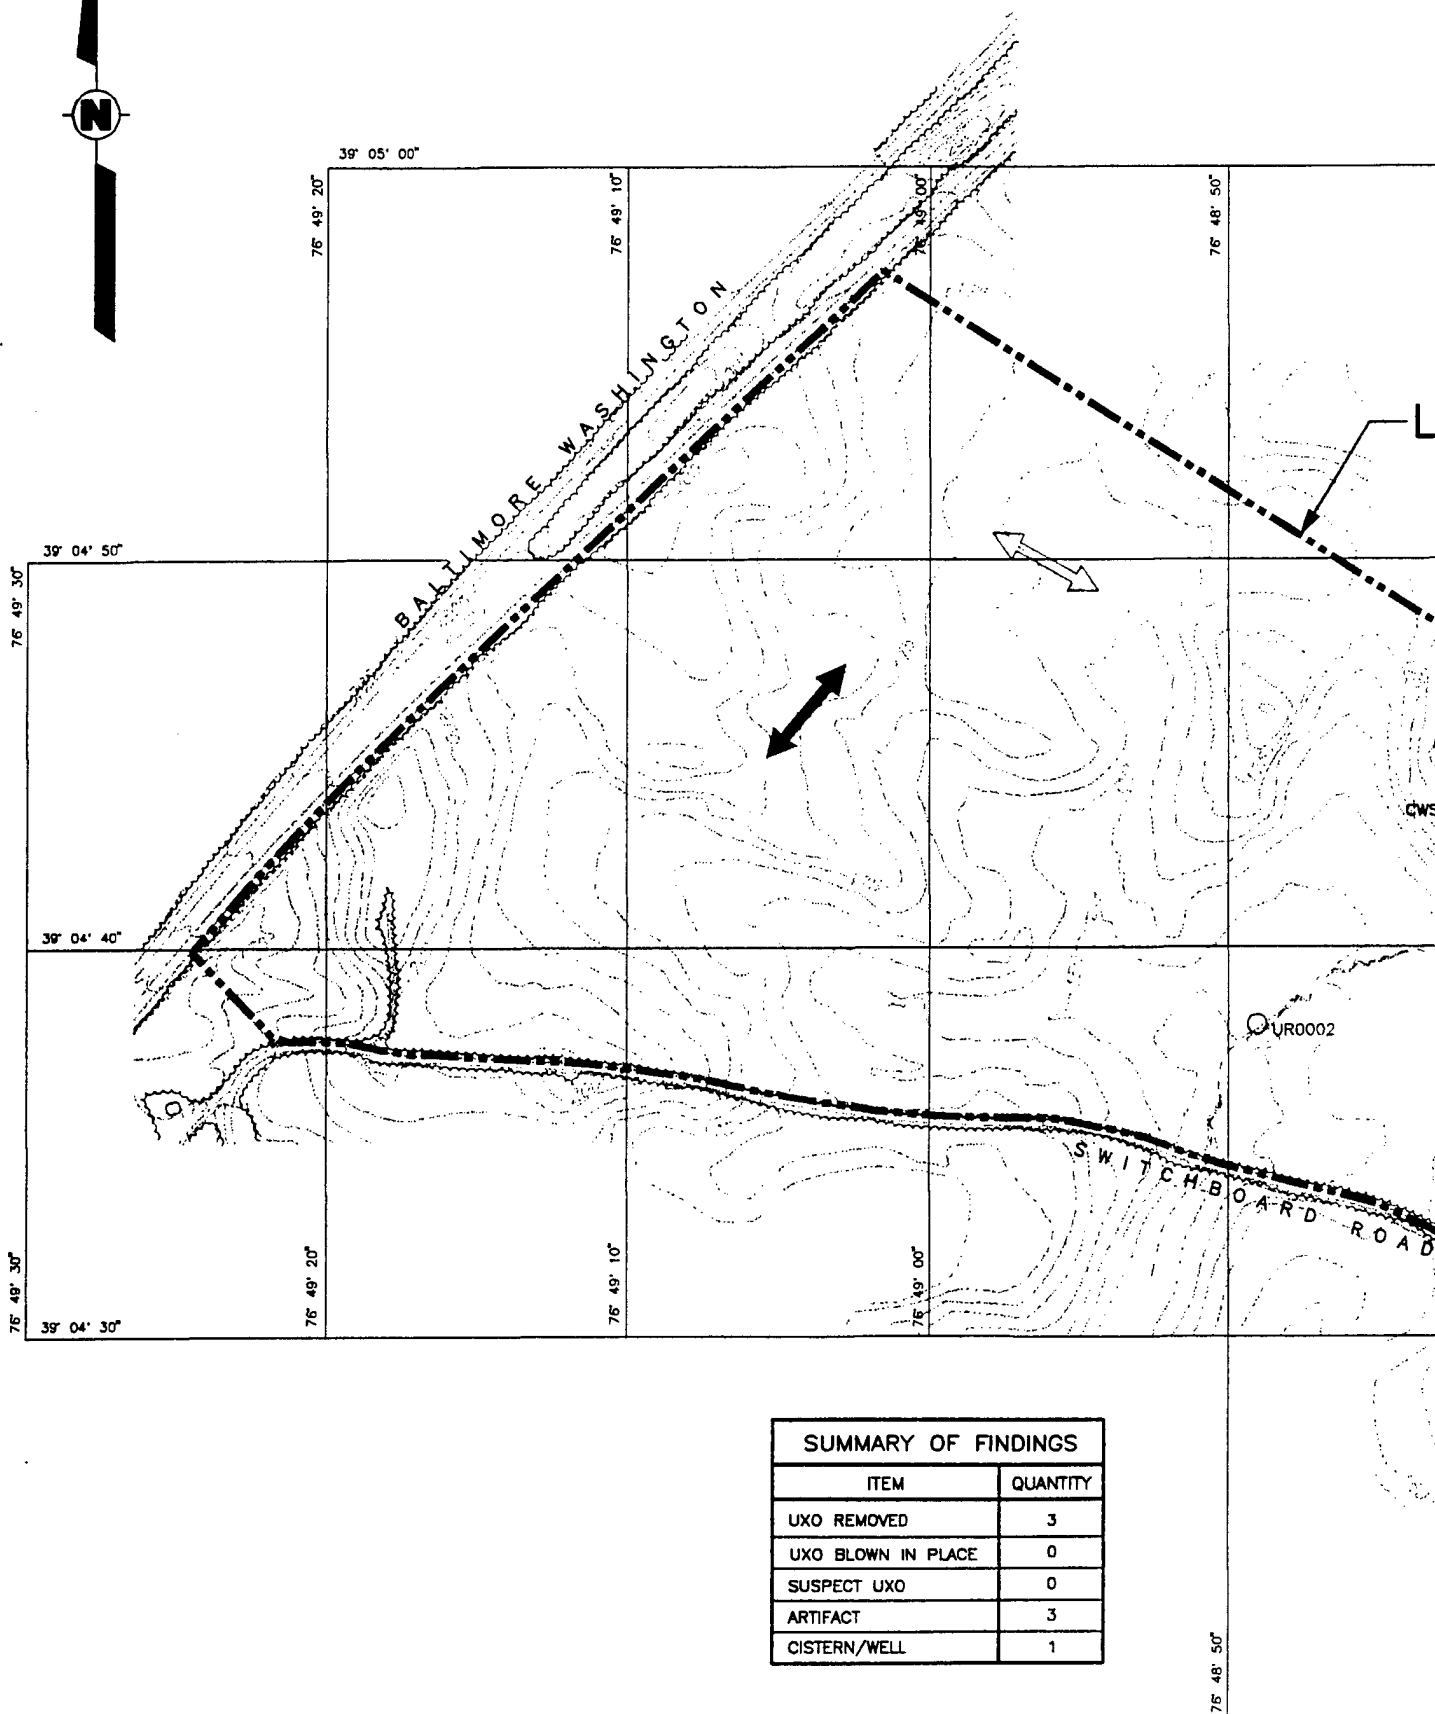 N
39° 05' 00"
76° 49' 20"
76° 49' 10"
76° 49' 00"
76° 48' 50"
BALTIMORE WASHINGTON
L
39° 04' 50"
76° 49' 30"
CWS
39° 04' 40"
UR0002
SWITCHBOARD ROAD
76° 49' 30"
76° 49' 20"
76° 49' 10"
76° 49' 00"
39° 04' 30"
SUMMARY OF FINDINGS
ITEM QUANTITY
UXO REMOVED 3
UXO BLOWN IN PLACE 0
SUSPECT UXO 0
ARTIFACT 3
CISTERN/WELL 1
76° 48' 50"